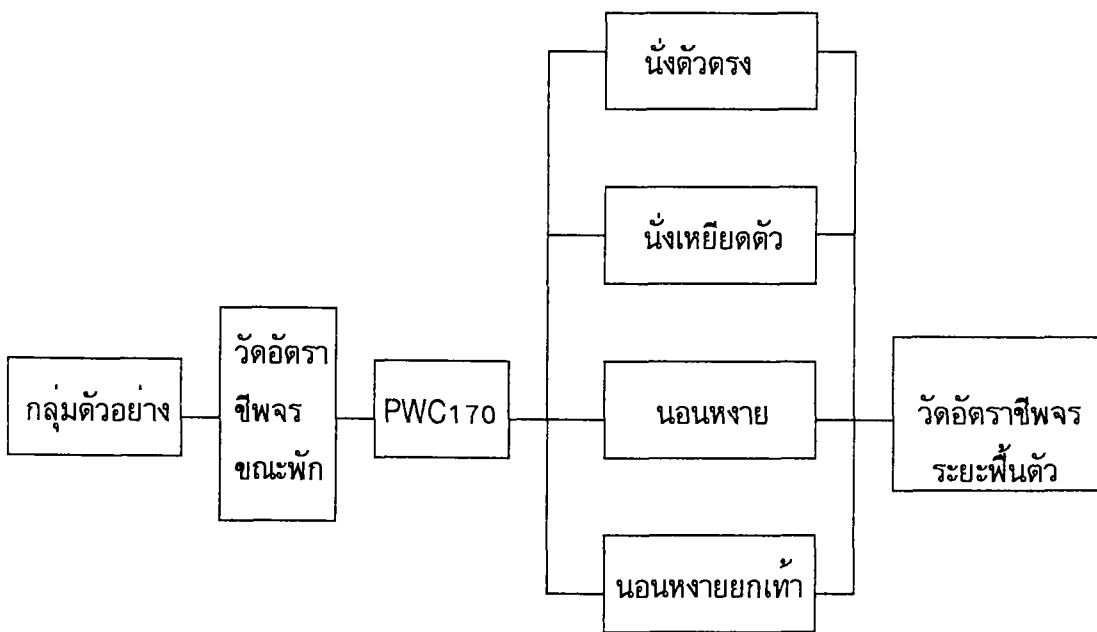 นั่งตัวตรง
นั่งเหยียดตัว
กลุ่มตัวอย่าง
วัดอัตรา
ชีพจร
ขณะพัก
PWC170
นอนหงาย
วัดอัตราชีพจร
ระยะฟื้นตัว
นอนหงายยกเท้า